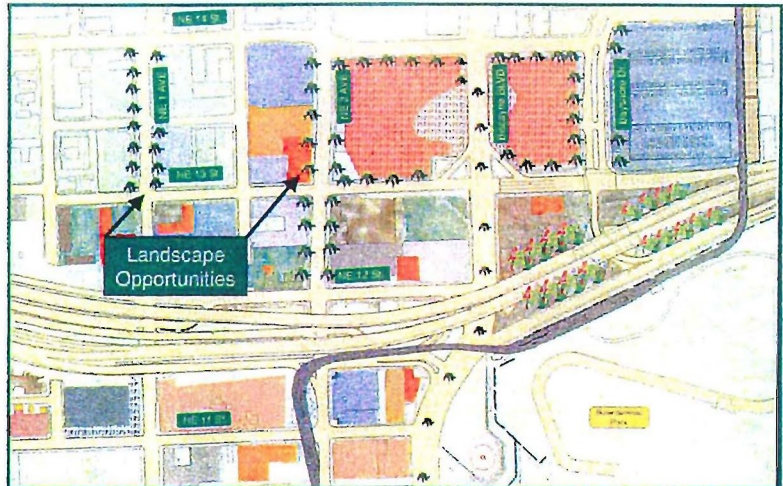 NE 14 St.
NE 1 AVE
NE 2 AVE
Biscayne BLVD
Bayshore Dr.
NE 13 St.
Landscape
Opportunities
NE 12 St.
NE 11 St.